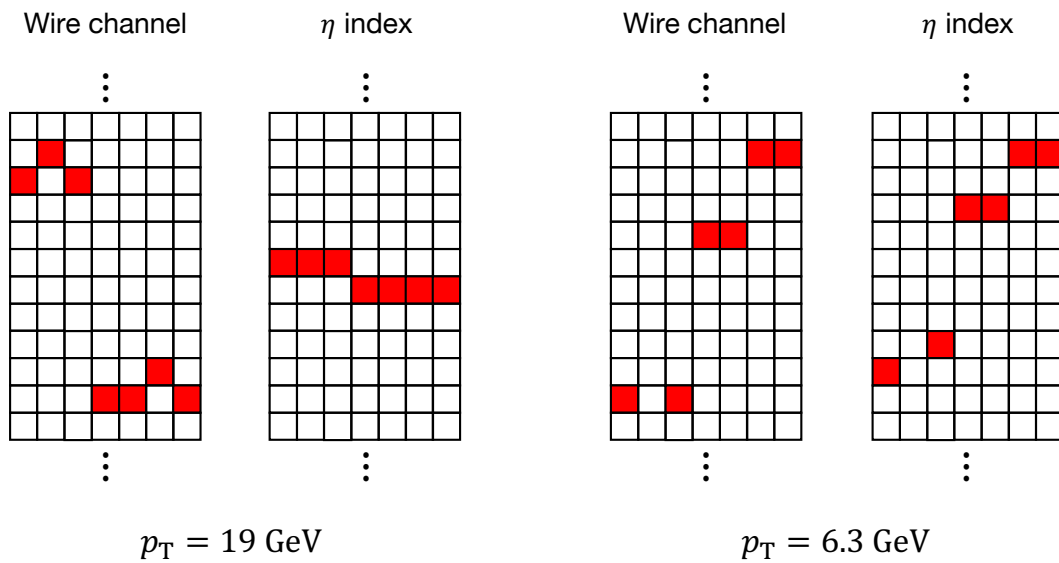 Wire channel
η index
Wire channel
η index
p_T = 19 GeV
p_T = 6.3 GeV